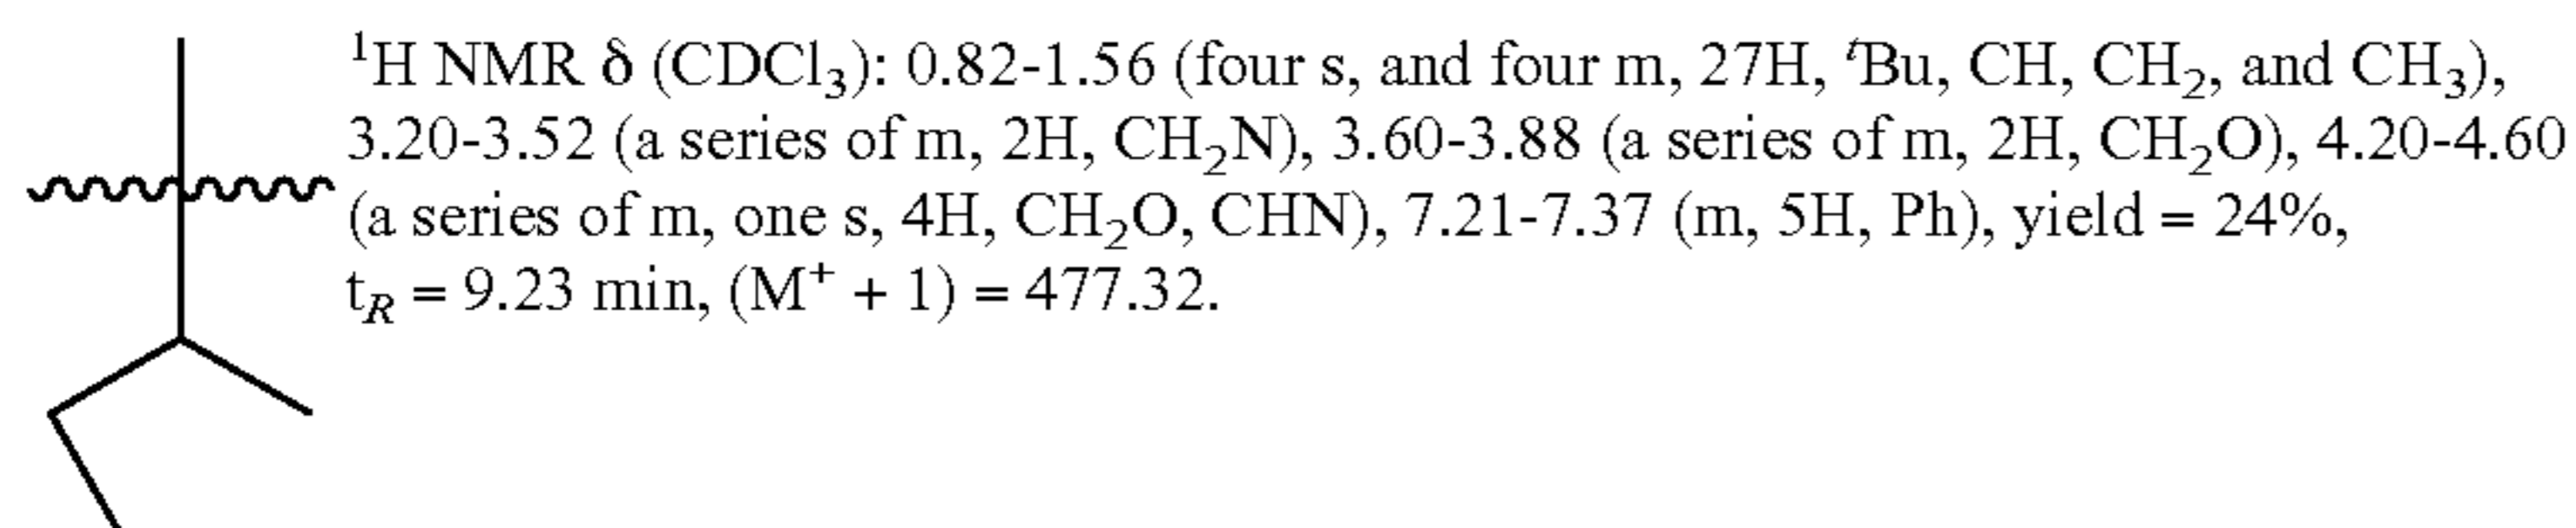 ¹H NMR δ (CDCl₃): 0.82-1.56 (four s, and four m, 27H, ᵗBu, CH, CH₂, and CH₃),
3.20-3.52 (a series of m, 2H, CH₂N), 3.60-3.88 (a series of m, 2H, CH₂O), 4.20-4.60
(a series of m, one s, 4H, CH₂O, CHN), 7.21-7.37 (m, 5H, Ph), yield = 24%,
t_R = 9.23 min, (M⁺ + 1) = 477.32.